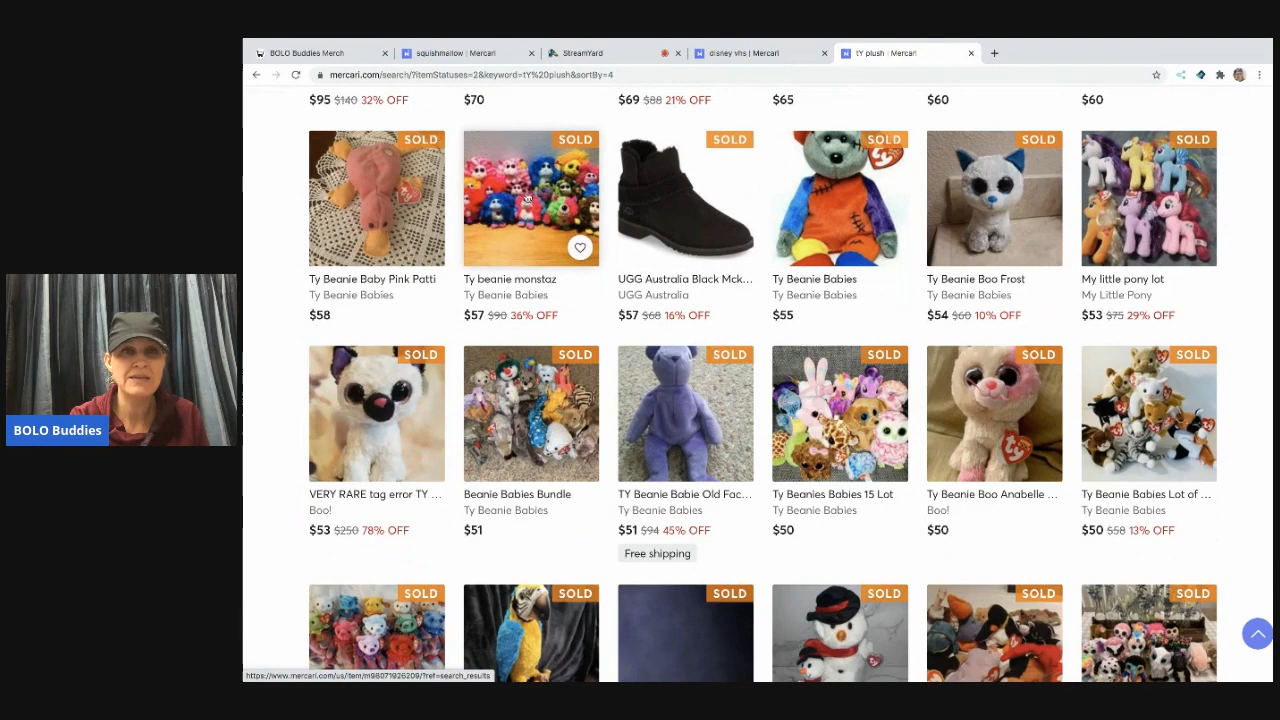 BOLO Buddies Merch
squishmallow | Mercari
StreamYard
disney vhs | Mercari
tY plush | Mercari
mercari.com/search/?itemStatuses=2&keyword=tY%20plush&sortBy=4
$95 $140 32% OFF
$70
$69 $88 21% OFF
$65
$60
$60
SOLD
SOLD
SOLD
SOLD
SOLD
SOLD
Ty Beanie Baby Pink Patti
Ty Beanie Babies
$58
Ty beanie monstaz
Ty Beanie Babies
$57 $90 36% OFF
UGG Australia Black Mck...
UGG Australia
$57 $68 16% OFF
Ty Beanie Babies
Ty Beanie Babies
$55
Ty Beanie Boo Frost
Ty Beanie Babies
$54 $60 10% OFF
My little pony lot
My Little Pony
$53 $75 29% OFF
SOLD
SOLD
SOLD
SOLD
SOLD
SOLD
VERY RARE tag error TY ...
Boo!
$53 $250 78% OFF
Beanie Babies Bundle
Ty Beanie Babies
$51
TY Beanie Babie Old Fac...
Ty Beanie Babies
$51 $94 45% OFF
Free shipping
Ty Beanies Babies 15 Lot
Ty Beanie Babies
$50
Ty Beanie Boo Anabelle ...
Boo!
$50
Ty Beanie Babies Lot of ...
Ty Beanie Babies
$50 $58 13% OFF
SOLD
SOLD
SOLD
SOLD
SOLD
SOLD
https://www.mercari.com/us/item/m98071926209/?ref=search_results
BOLO Buddies